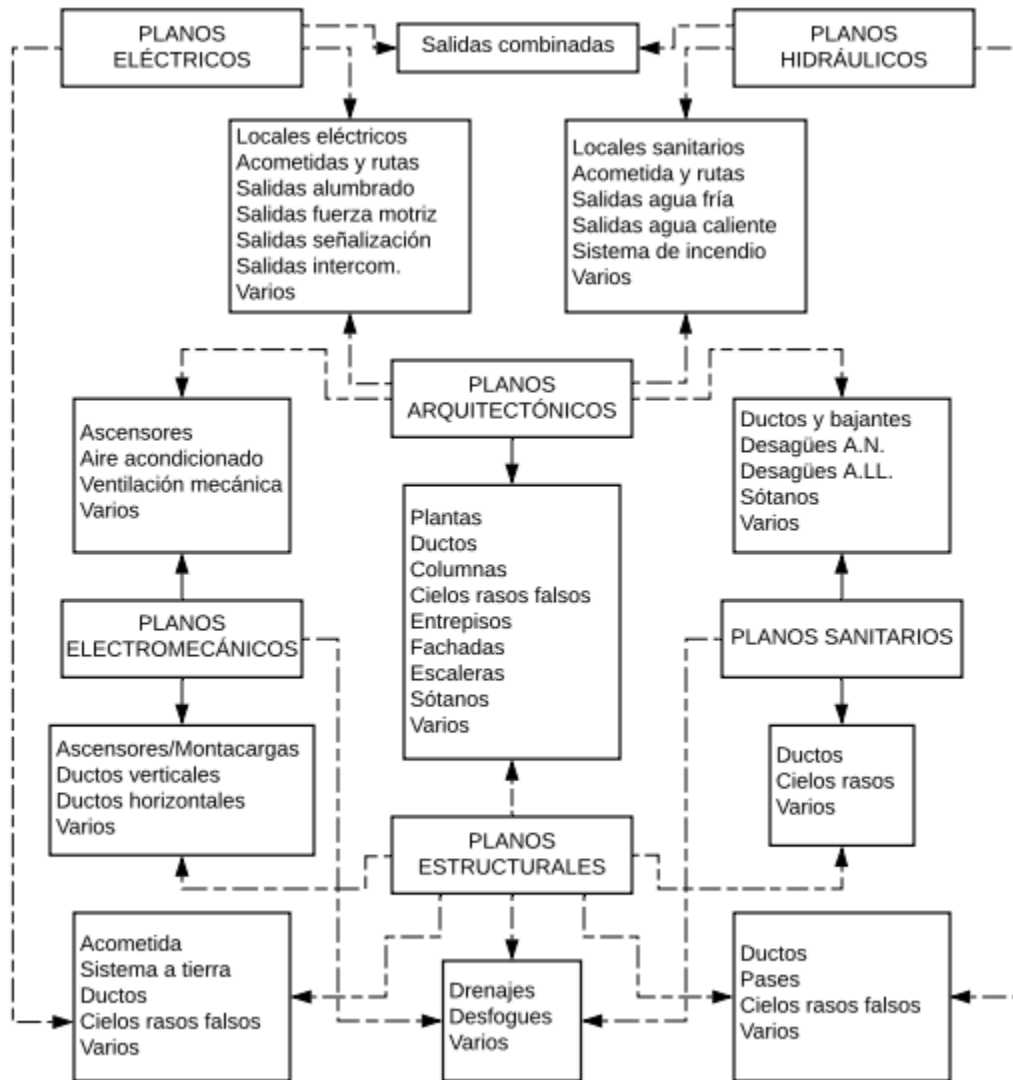 PLANOS
ELÉCTRICOS
Salidas combinadas
PLANOS
HIDRÁULICOS
Locales eléctricos
Acometidas y rutas
Salidas alumbrado
Salidas fuerza motriz
Salidas señalización
Salidas intercom.
Varios
Locales sanitarios
Acometida y rutas
Salidas agua fría
Salidas agua caliente
Sistema de incendio
Varios
PLANOS
ARQUITECTÓNICOS
Ascensores
Aire acondicionado
Ventilación mecánica
Varios
Ductos y bajantes
Desagües A.N.
Desagües A.LL.
Sótanos
Varios
Plantas
Ductos
Columnas
Cielos rasos falsos
Entrepisos
Fachadas
Escaleras
Sótanos
Varios
PLANOS
ELECTROMECÁNICOS
PLANOS SANITARIOS
Ascensores/Montacargas
Ductos verticales
Ductos horizontales
Varios
Ductos
Cielos rasos
Varios
PLANOS
ESTRUCTURALES
Acometida
Sistema a tierra
Ductos
Cielos rasos falsos
Varios
Drenajes
Desfogues
Varios
Ductos
Pases
Cielos rasos falsos
Varios